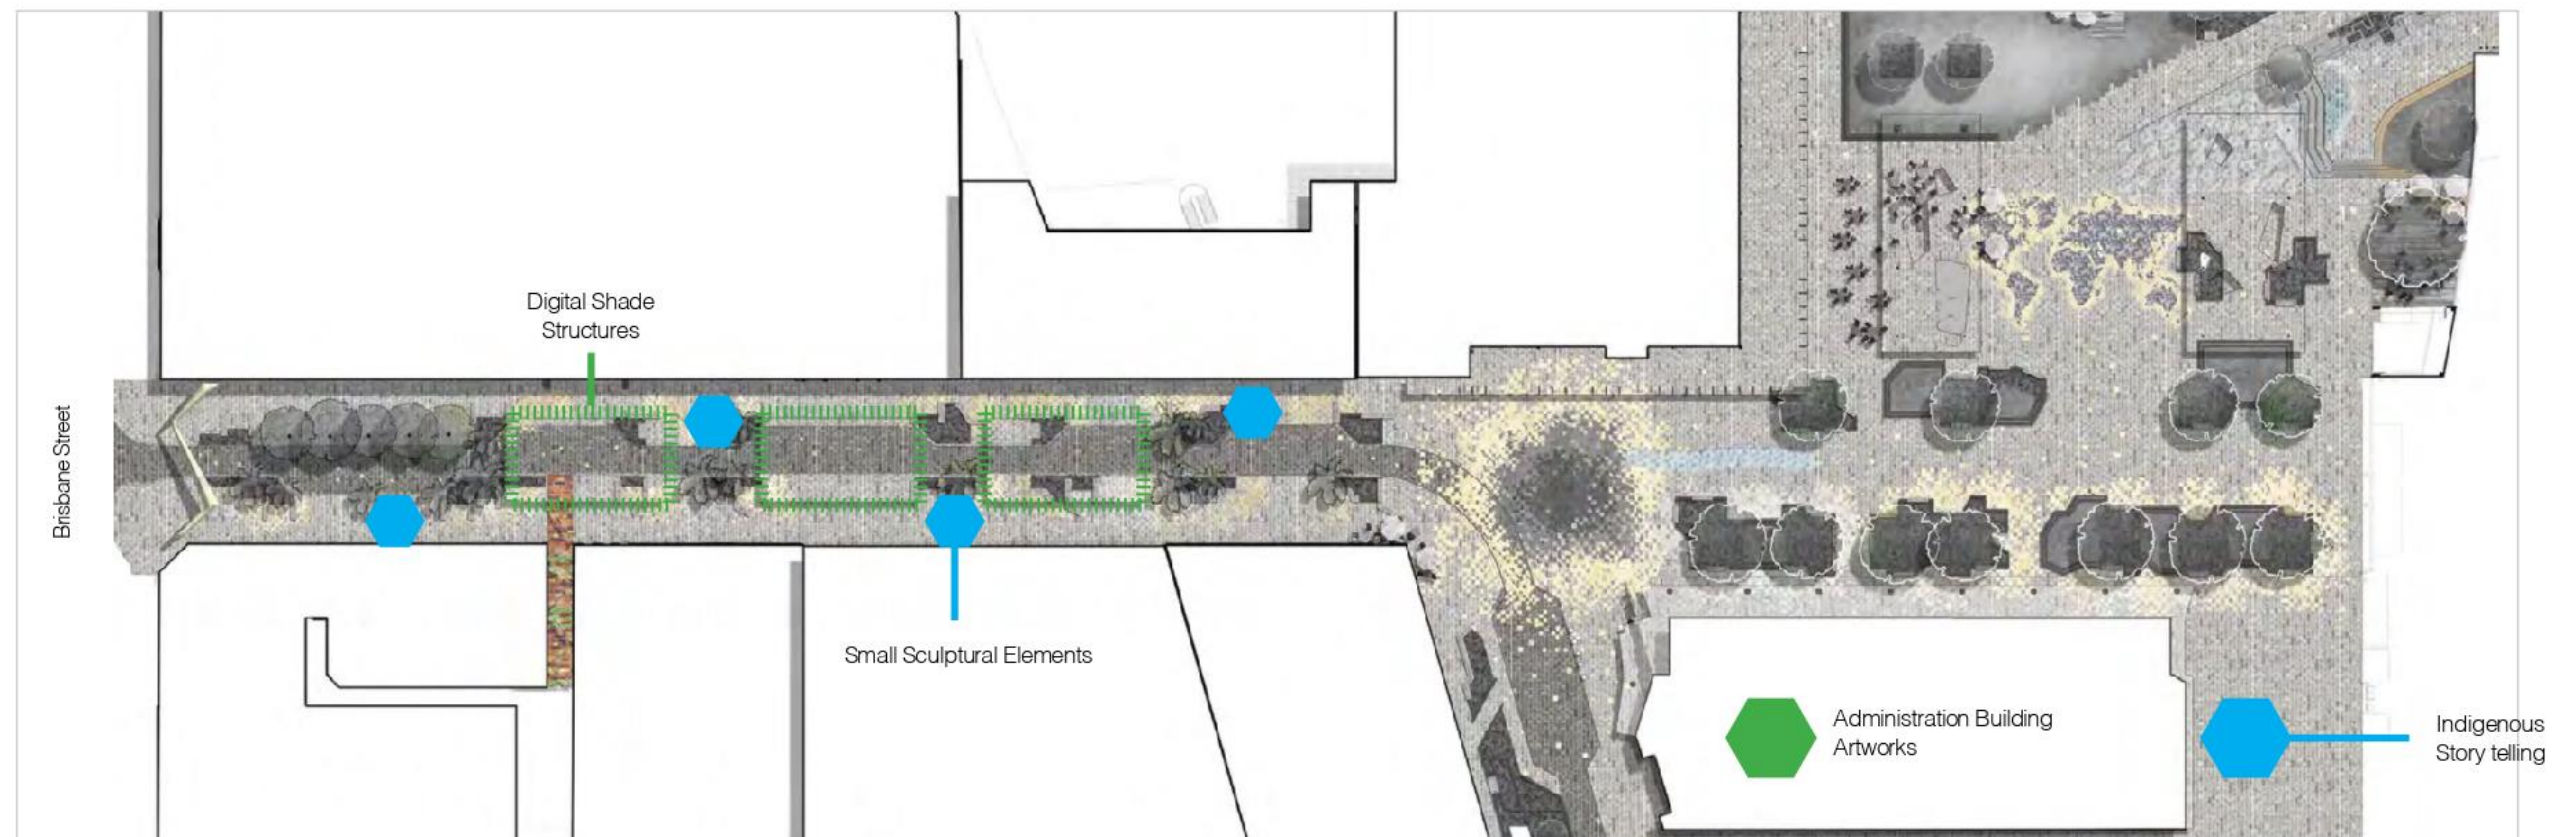 Digital Shade
Structures
Brisbane Street
Small Sculptural Elements
Administration Building
Artworks
Indigenous
Story telling